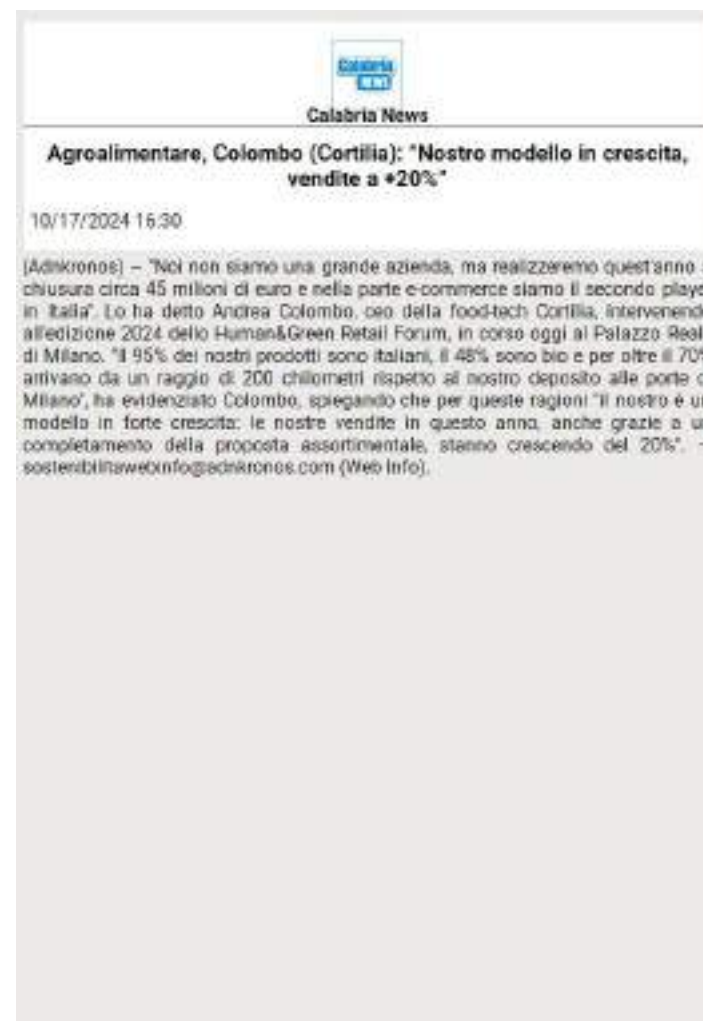 Calabria
NEWS
Calabria News
Agroalimentare, Colombo (Cortilia): "Nostro modello in crescita,
vendite a +20%"
10/17/2024 16:30
(Adnkronos) – "Noi non siamo una grande azienda, ma realizzeremo quest'anno a
chiusura circa 45 milioni di euro e nella parte e-commerce siamo il secondo playe
in Italia". Lo ha detto Andrea Colombo, ceo della food-tech Cortilia, intervenendo
all'edizione 2024 dello Human&Green Retail Forum, in corso oggi al Palazzo Real
di Milano. "Il 95% dei nostri prodotti sono italiani, il 48% sono bio e per oltre il 70%
arrivano da un raggio di 200 chilometri rispetto al nostro deposito alle porte d
Milano", ha evidenziato Colombo, spiegando che per queste ragioni "il nostro è un
modello in forte crescita; le nostre vendite in questo anno, anche grazie a un
completamento della proposta assortimentale, stanno crescendo del 20%". –
sostenibilitawebinfo@adnkronos.com (Web Info).